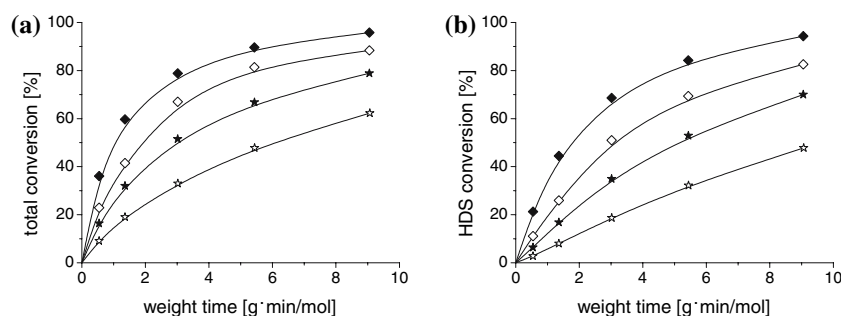 (a)
total conversion [%]
100
80
60
40
20
0
0 2 4 6 8 10
weight time [g·min/mol]
(b)
HDS conversion [%]
100
80
60
40
20
0
0 2 4 6 8 10
weight time [g·min/mol]